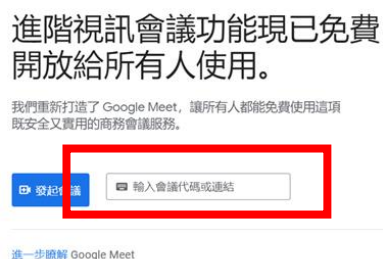 進階視訊會議功能現已免費
開放給所有人使用。
我們重新打造了 Google Meet，讓所有人都能免費使用這項
既安全又實用的商務會議服務。
發起會議
輸入會議代碼或連結
進一步瞭解 Google Meet